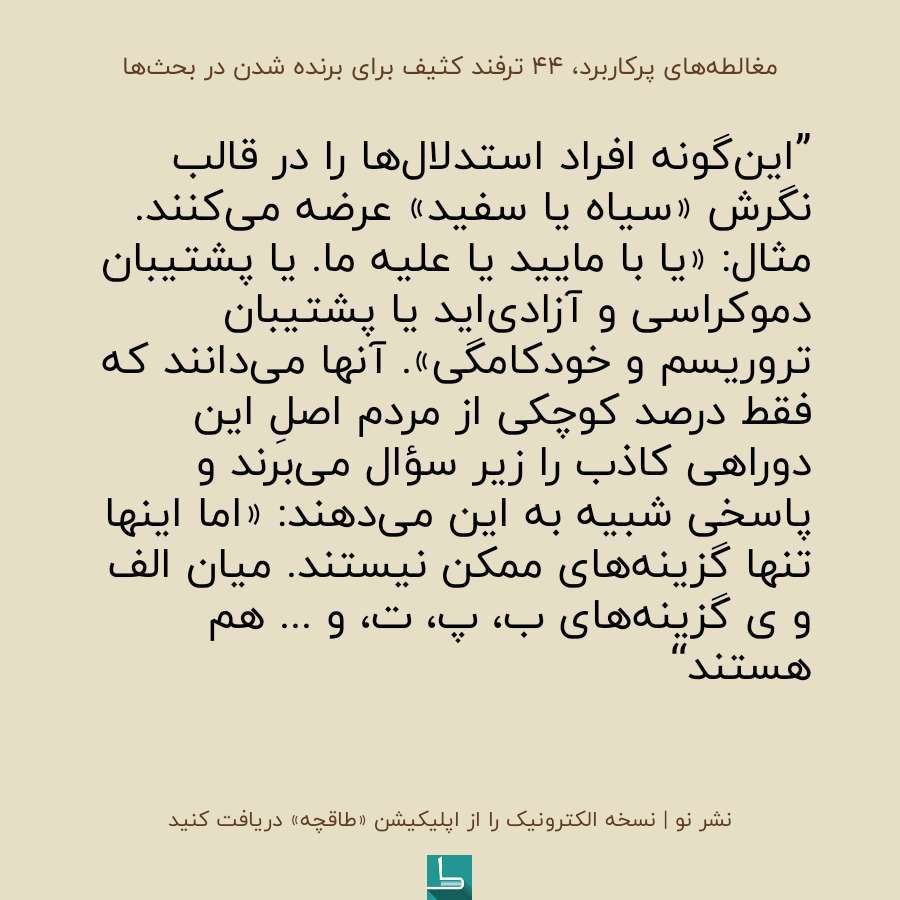 مغالطه‌های پرکاربرد، ۴۴ ترفند کثیف برای برنده شدن در بحث‌ها
”این‌گونه افراد استدلال‌ها را در قالب
نگرش «سیاه یا سفید» عرضه می‌کنند.
مثال: «یا با مایید یا علیه ما. یا پشتیبان
دموکراسی و آزادی‌اید یا پشتیبان
تروریسم و خودکامگی». آنها می‌دانند که
فقط درصد کوچکی از مردم اصلِ این
دوراهی کاذب را زیر سؤال می‌برند و
پاسخی شبیه به این می‌دهند: «اما اینها
تنها گزینه‌های ممکن نیستند. میان الف
و ی گزینه‌های ب، پ، ت، و ... هم
هستند“
نشر نو | نسخه الکترونیک را از اپلیکیشن «طاقچه» دریافت کنید